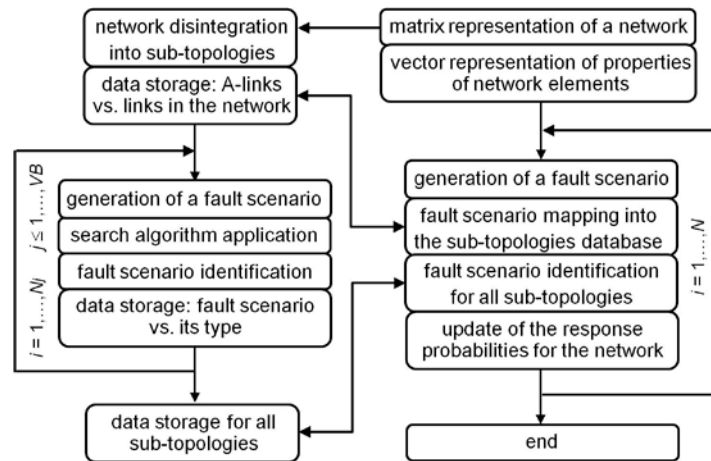 network disintegration
into sub-topologies
data storage: A-links
vs. links in the network
matrix representation of a network
vector representation of properties
of network elements
j ≤ 1,...,VB
i = 1,...,Nj
generation of a fault scenario
search algorithm application
fault scenario identification
data storage: fault scenario
vs. its type
data storage for all
sub-topologies
generation of a fault scenario
fault scenario mapping into
the sub-topologies database
fault scenario identification
for all sub-topologies
update of the response
probabilities for the network
end
i = 1,...,N